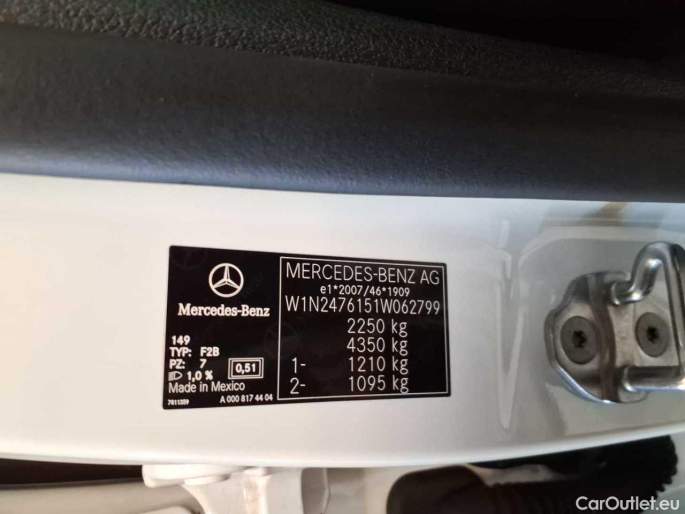 Mercedes-Benz
149
TYP: F2B
PZ: 7
1,0%
0,51
Made in Mexico
7811359
A 000 817 44 04
MERCEDES-BENZ AG
e1*2007/46*1909
W1N2476151W062799
2250 kg
4350 kg
1- 1210 kg
2- 1095 kg
CarOutlet.eu